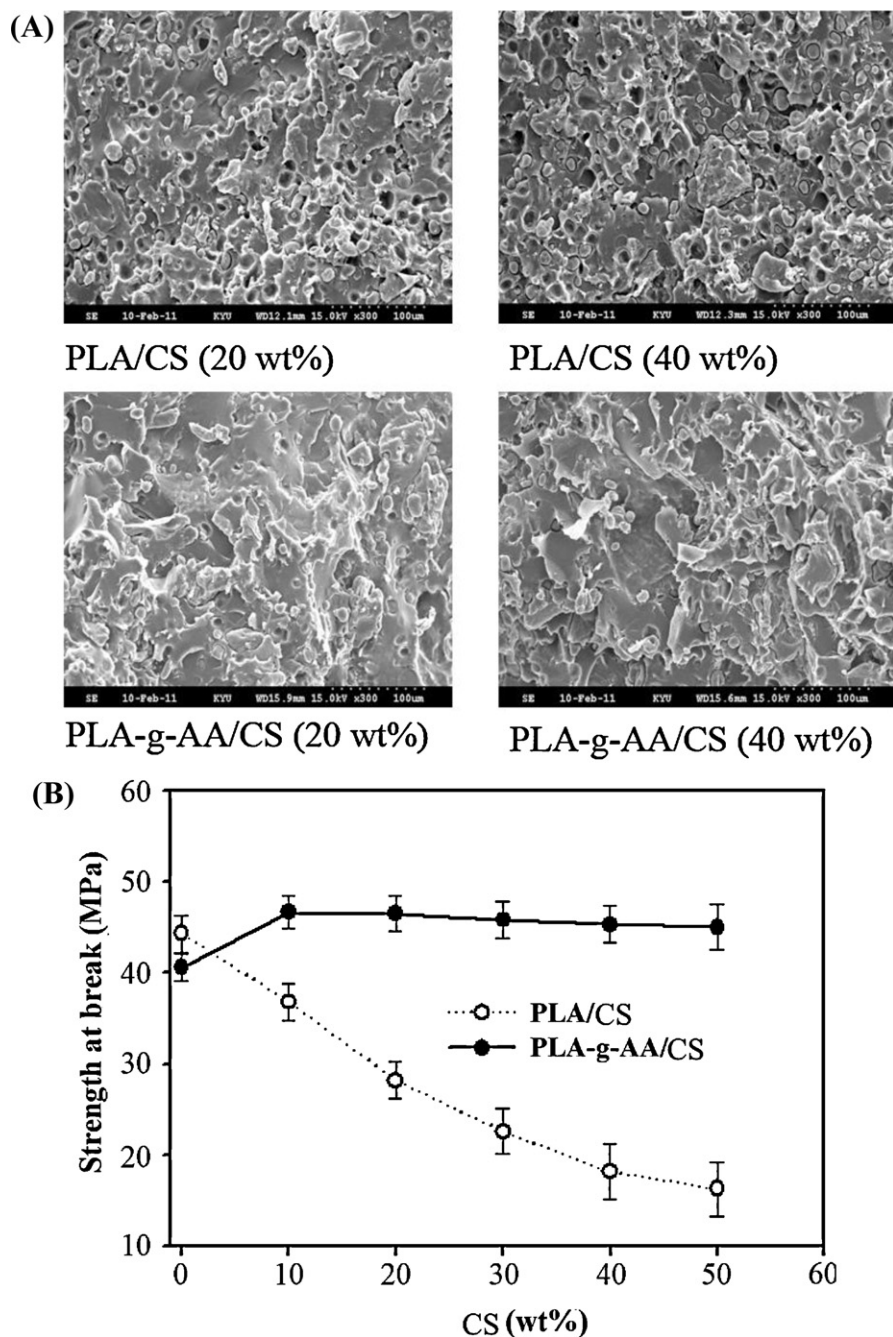 (A)
SE 10-Feb-11 KYU WD12.1mm 15.0kV x300 100um
SE 10-Feb-11 KYU WD12.3mm 15.0kV x300 100um
PLA/CS (20 wt%)
PLA/CS (40 wt%)
SE 10-Feb-11 KYU WD15.9mm 15.0kV x300 100um
SE 10-Feb-11 KYU WD15.6mm 15.0kV x300 100um
PLA-g-AA/CS (20 wt%)
PLA-g-AA/CS (40 wt%)
(B)
60
50
40
30
20
10
Strength at break (MPa)
PLA/CS
PLA-g-AA/CS
0 10 20 30 40 50 60
CS (wt%)